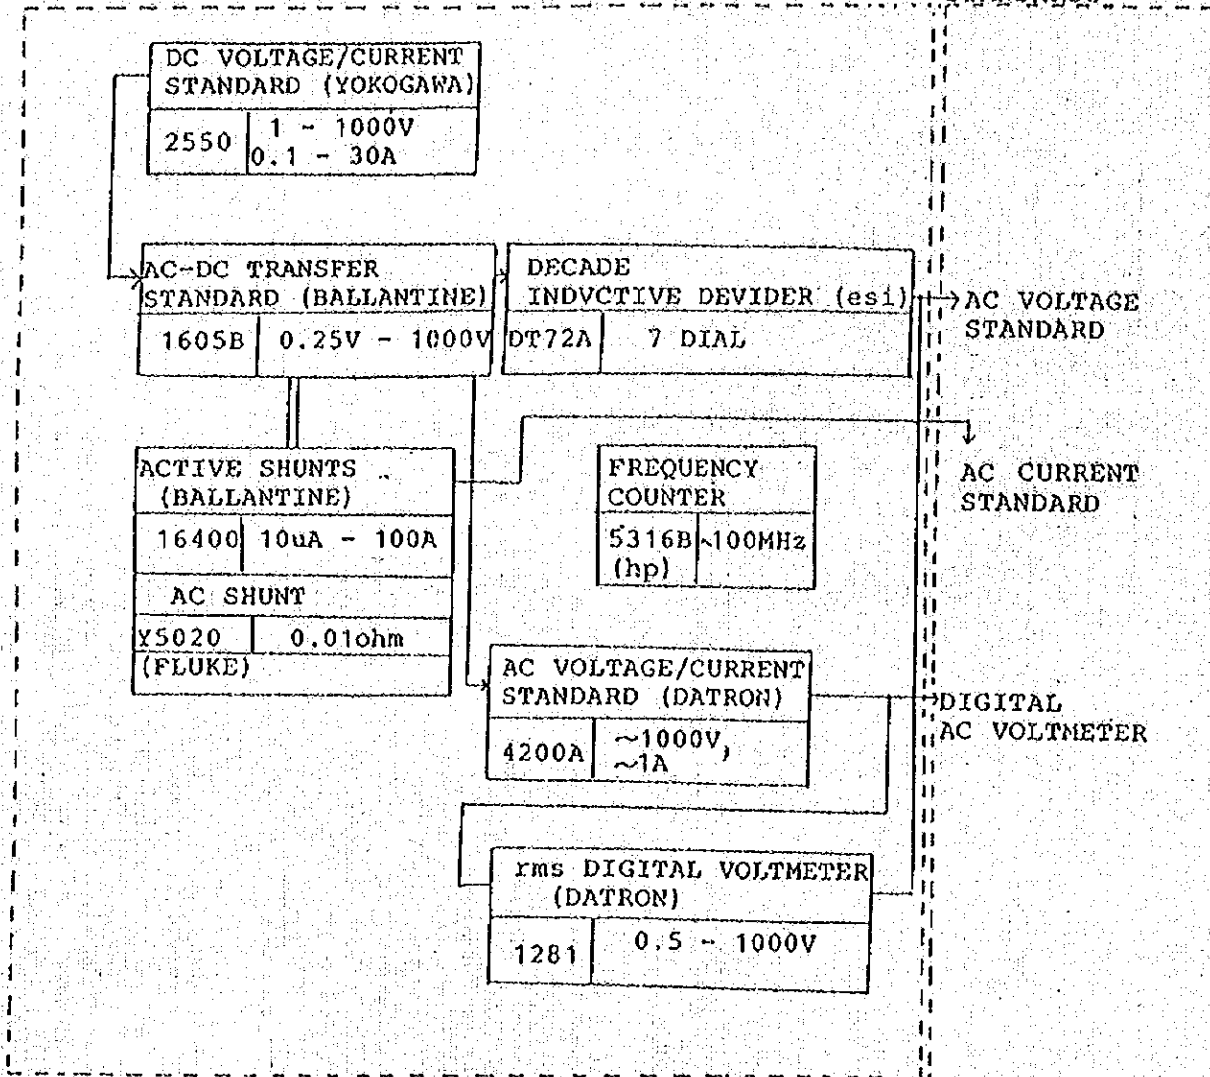 DC VOLTAGE/CURRENT
STANDARD (YOKOGAWA)
2550
1 - 1000V
0.1 - 30A
AC-DC TRANSFER
STANDARD (BALLANTINE)
1605B
0.25V - 1000V
DECADE
INDVCTIVE DEVIDER (esi)
DT72A
7 DIAL
AC VOLTAGE
STANDARD
ACTIVE SHUNTS
(BALLANTINE)
16400
10uA - 100A
AC SHUNT
Y5020
0.01ohm
(FLUKE)
FREQUENCY
COUNTER
5316B
(hp)
~100MHz
AC CURRENT
STANDARD
AC VOLTAGE/CURRENT
STANDARD (DATRON)
4200A
~1000V,
~1A
DIGITAL
AC VOLTMETER
rms DIGITAL VOLTMETER
(DATRON)
1281
0.5 - 1000V